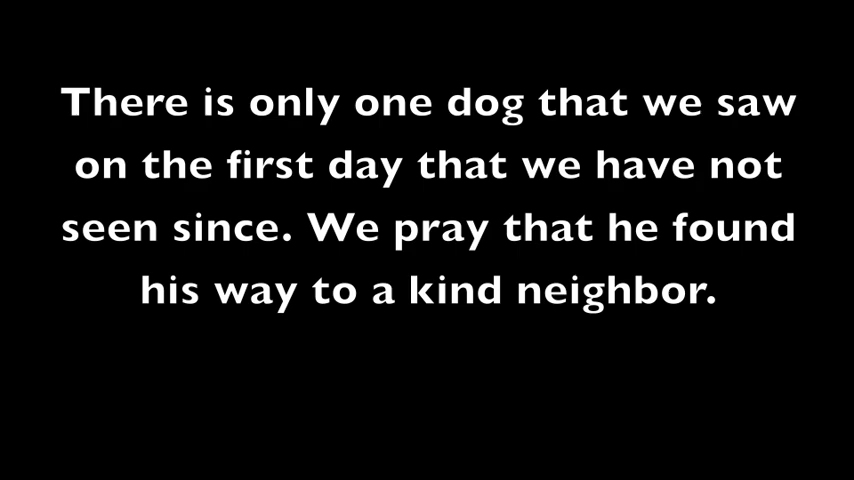 There is only one dog that we saw
on the first day that we have not
seen since. We pray that he found
his way to a kind neighbor.